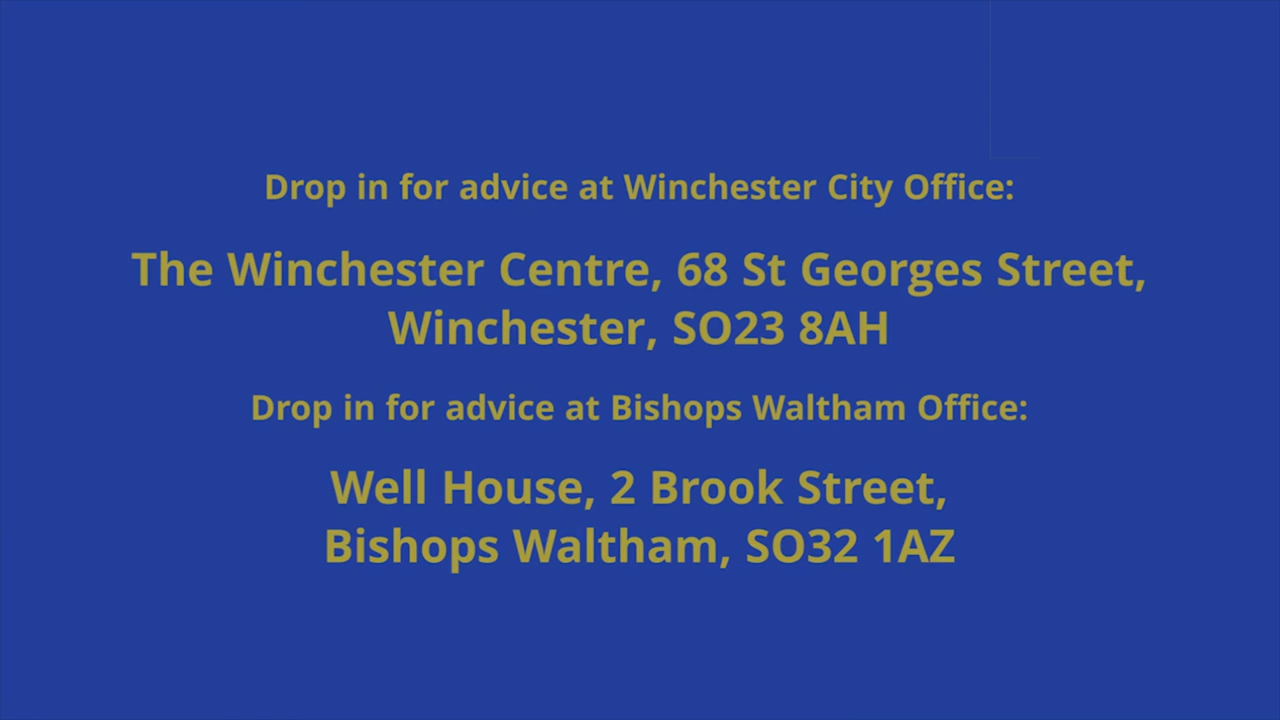 Drop in for advice at Winchester City Office:
The Winchester Centre, 68 St Georges Street,
Winchester, SO23 8AH
Drop in for advice at Bishops Waltham Office:
Well House, 2 Brook Street,
Bishops Waltham, SO32 1AZ